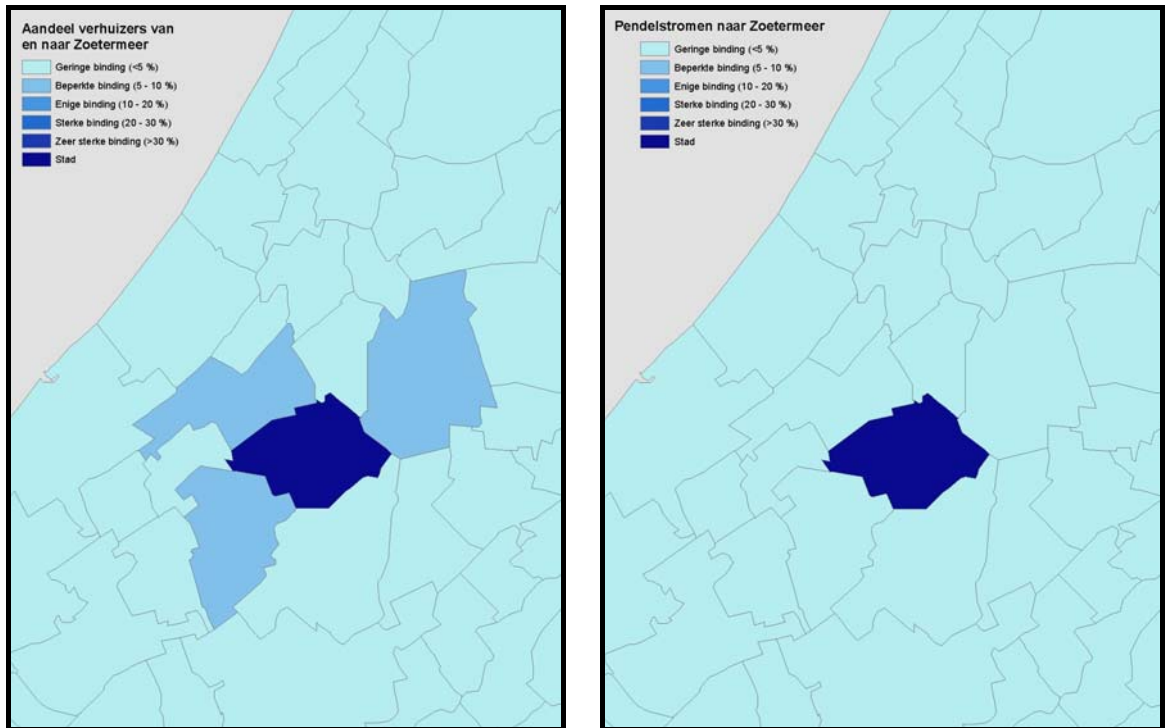 Aandeel verhuizers van
en naar Zoetermeer
Geringe binding (<5 %)
Beperkte binding (5 - 10 %)
Enige binding (10 - 20 %)
Sterke binding (20 - 30 %)
Zeer sterke binding (>30 %)
Stad
Pendelstromen naar Zoetermeer
Geringe binding (<5 %)
Beperkte binding (5 - 10 %)
Enige binding (10 - 20 %)
Sterke binding (20 - 30 %)
Zeer sterke binding (>30 %)
Stad